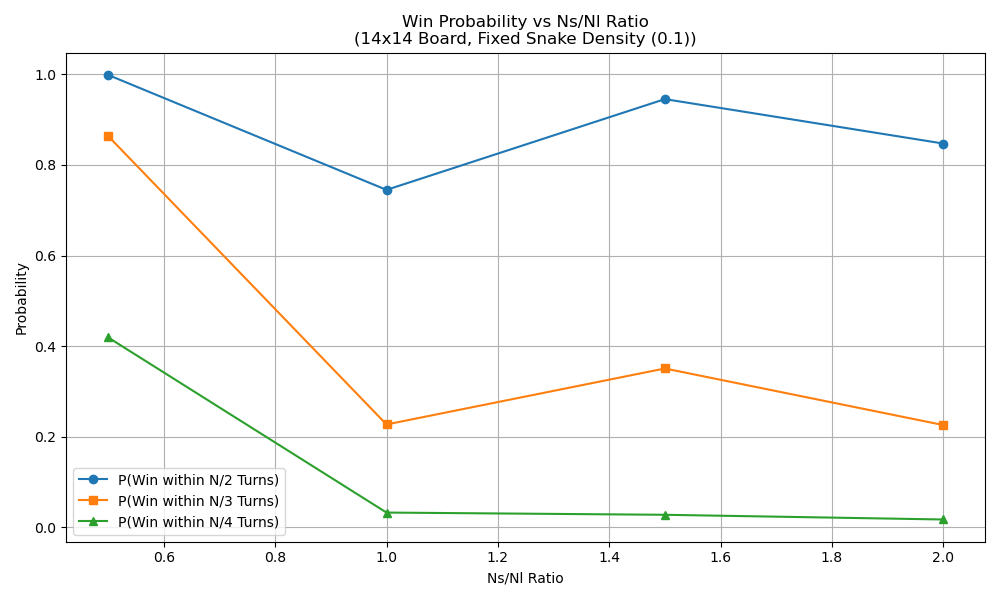 Win Probability vs Ns/Nl Ratio
(14x14 Board, Fixed Snake Density (0.1))
Probability
1.0
0.8
0.6
0.4
0.2
0.0
P(Win within N/2 Turns)
P(Win within N/3 Turns)
P(Win within N/4 Turns)
0.6 0.8 1.0 1.2 1.4 1.6 1.8 2.0
Ns/Nl Ratio